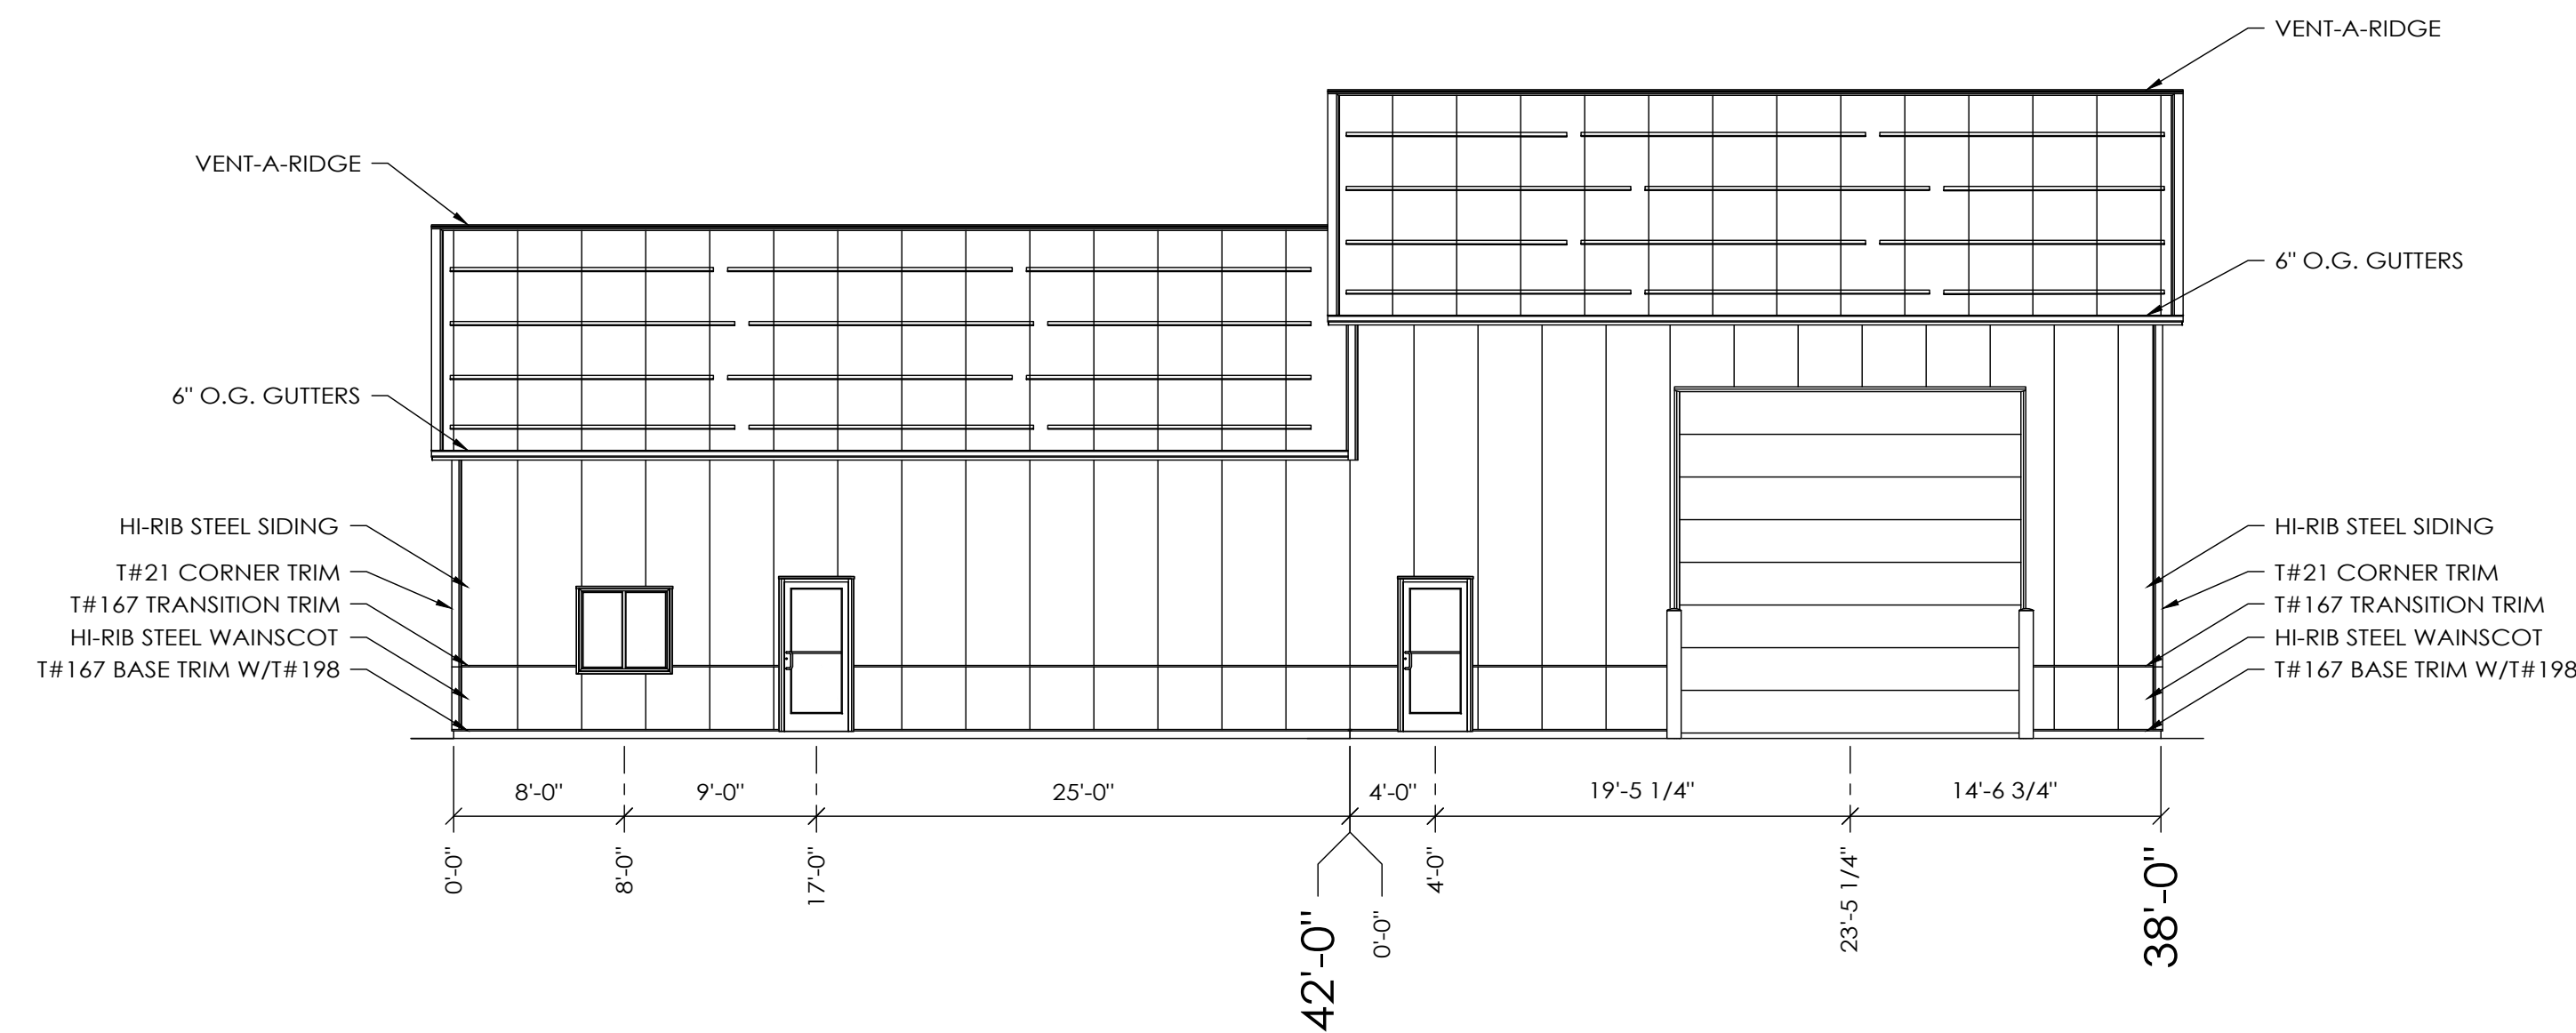 VENT-A-RIDGE
VENT-A-RIDGE
6" O.G. GUTTERS
6" O.G. GUTTERS
HI-RIB STEEL SIDING
T#21 CORNER TRIM
T#167 TRANSITION TRIM
HI-RIB STEEL WAINSCOT
T#167 BASE TRIM W/T#198
HI-RIB STEEL SIDING
T#21 CORNER TRIM
T#167 TRANSITION TRIM
HI-RIB STEEL WAINSCOT
T#167 BASE TRIM W/T#198
8'-0" 9'-0" 25'-0" 4'-0" 19'-5 1/4" 14'-6 3/4"
0'-0"
8'-0"
17'-0"
42'-0"
0'-0"
4'-0"
23'-5 1/4"
38'-0"